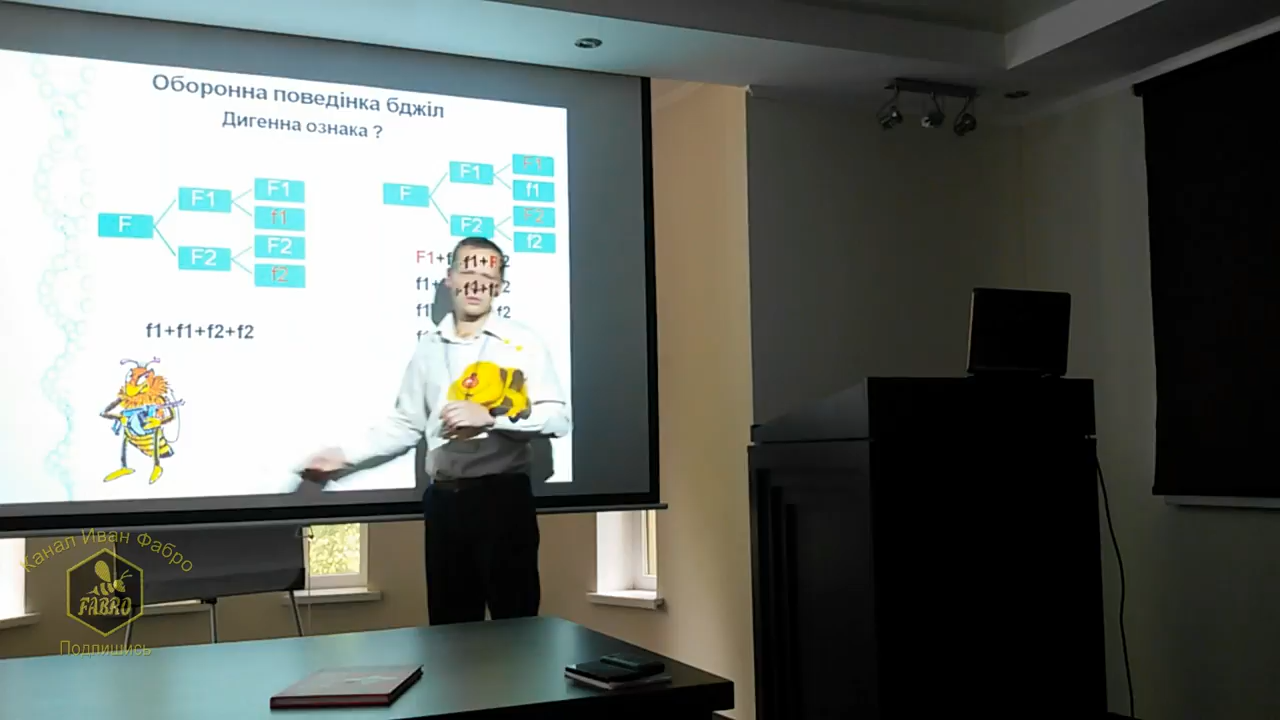 Оборонна поведінка бджіл
Дигенна ознака ?
F
F1
F2
F1
f1
F2
f2
F
F1
F2
F1
f1
F2
f2
f1+f1+f2+f2
Канал Иван Фабро
FABRO
Подпишись